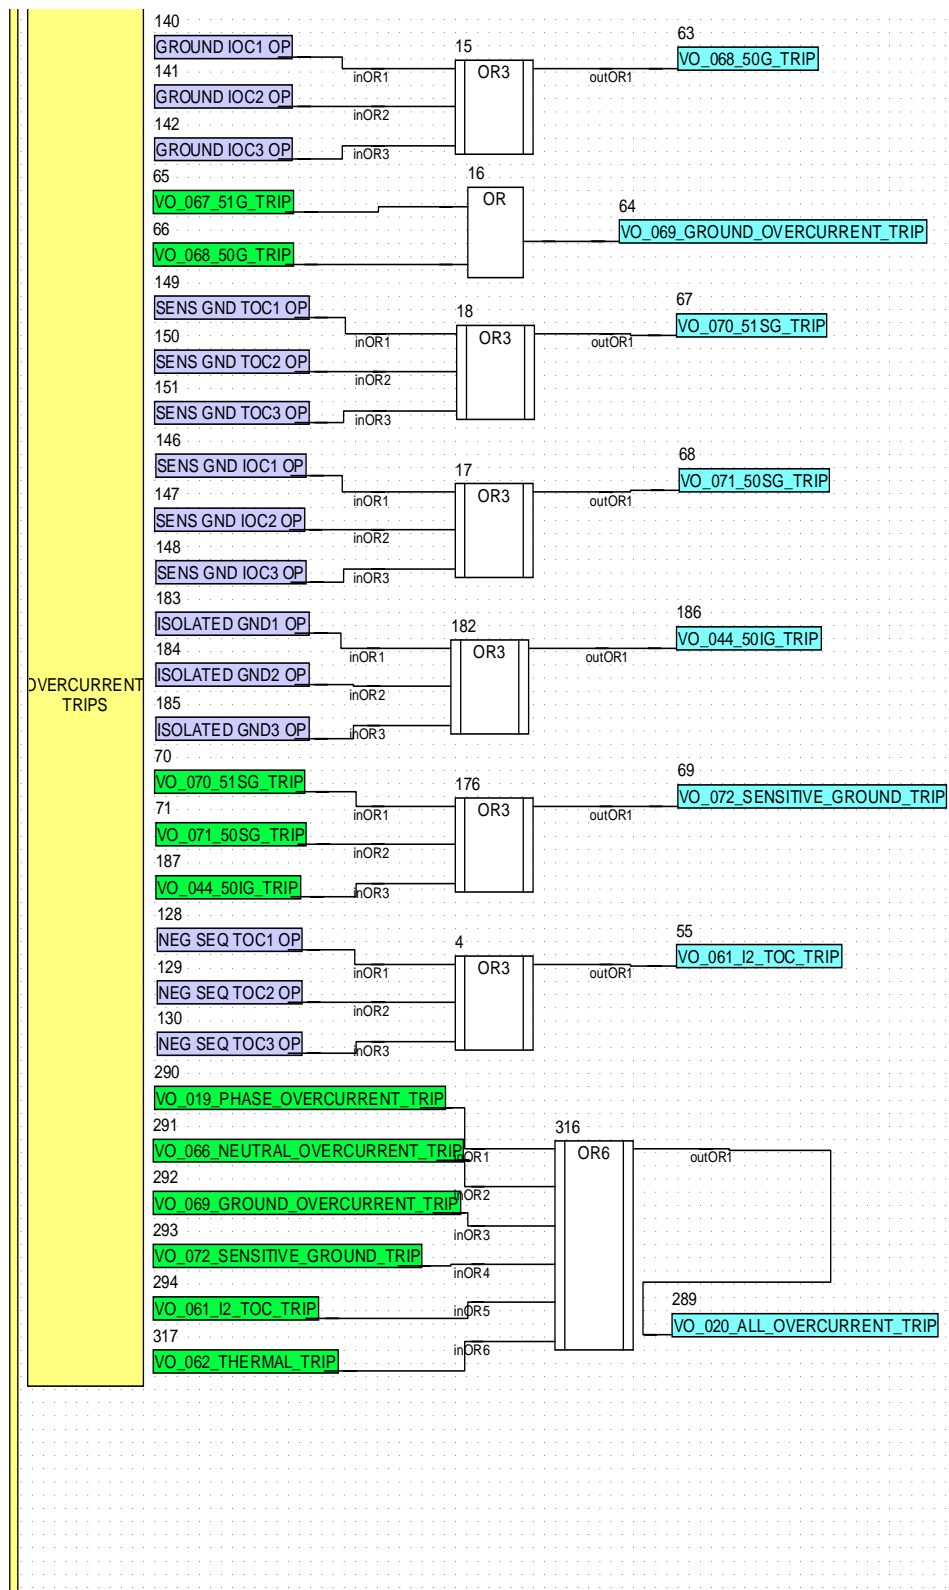 OVERCURRENT
TRIPS
140
GROUND IOC1 OP
141
GROUND IOC2 OP
142
GROUND IOC3 OP
inOR1
inOR2
inOR3
15
OR3
outOR1
63
VO_068_50G_TRIP
65
VO_067_51G_TRIP
66
VO_068_50G_TRIP
16
OR
64
VO_069_GROUND_OVERCURRENT_TRIP
149
SENS GND TOC1 OP
150
SENS GND TOC2 OP
151
SENS GND TOC3 OP
inOR1
inOR2
inOR3
18
OR3
outOR1
67
VO_070_51SG_TRIP
146
SENS GND IOC1 OP
147
SENS GND IOC2 OP
148
SENS GND IOC3 OP
inOR1
inOR2
inOR3
17
OR3
outOR1
68
VO_071_50SG_TRIP
183
ISOLATED GND1 OP
184
ISOLATED GND2 OP
185
ISOLATED GND3 OP
inOR1
inOR2
inOR3
182
OR3
outOR1
186
VO_044_50IG_TRIP
70
VO_070_51SG_TRIP
71
VO_071_50SG_TRIP
187
VO_044_50IG_TRIP
inOR1
inOR2
inOR3
176
OR3
outOR1
69
VO_072_SENSITIVE_GROUND_TRIP
128
NEG SEQ TOC1 OP
129
NEG SEQ TOC2 OP
130
NEG SEQ TOC3 OP
inOR1
inOR2
inOR3
4
OR3
outOR1
55
VO_061_I2_TOC_TRIP
290
VO_019_PHASE_OVERCURRENT_TRIP
291
VO_066_NEUTRAL_OVERCURRENT_TRIP
292
VO_069_GROUND_OVERCURRENT_TRIP
293
VO_072_SENSITIVE_GROUND_TRIP
294
VO_061_I2_TOC_TRIP
317
VO_062_THERMAL_TRIP
inOR1
inOR2
inOR3
inOR4
inOR5
inOR6
316
OR6
outOR1
289
VO_020_ALL_OVERCURRENT_TRIP